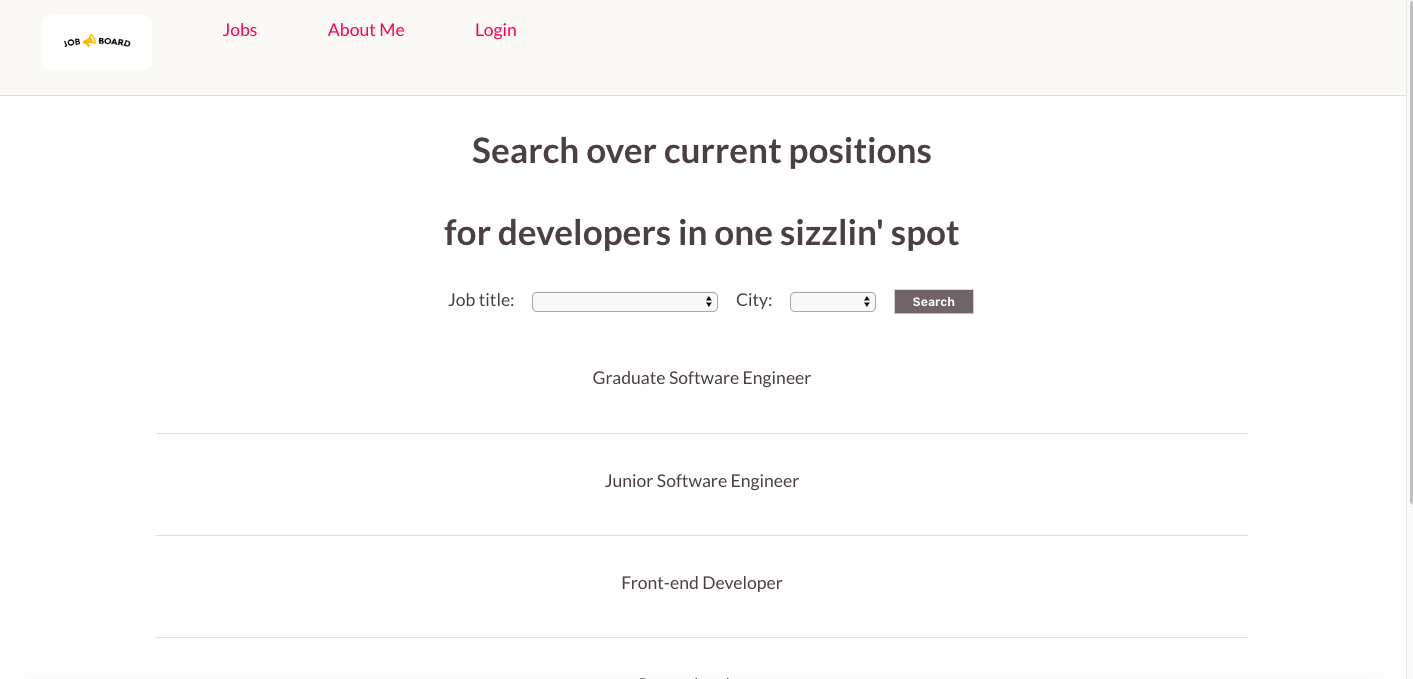 JOB BOARD
Jobs
About Me
Login
Search over current positions
for developers in one sizzlin' spot
Job title:
City:
Search
Graduate Software Engineer
Junior Software Engineer
Front-end Developer